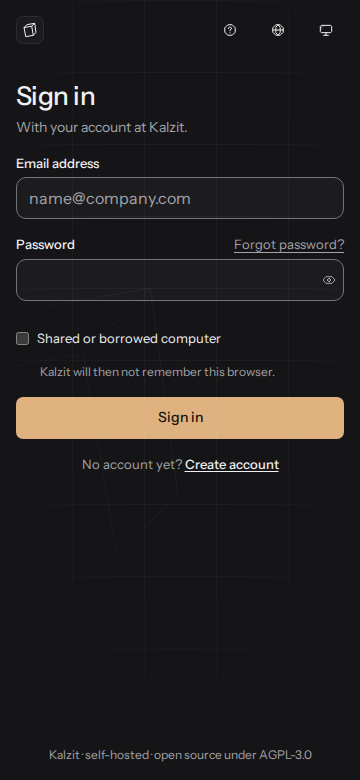 Sign in
With your account at Kalzit.
Email address
name@company.com
Password Forgot password?
Shared or borrowed computer
Kalzit will then not remember this browser.
Sign in
No account yet? Create account
Kalzit · self-hosted · open source under AGPL-3.0